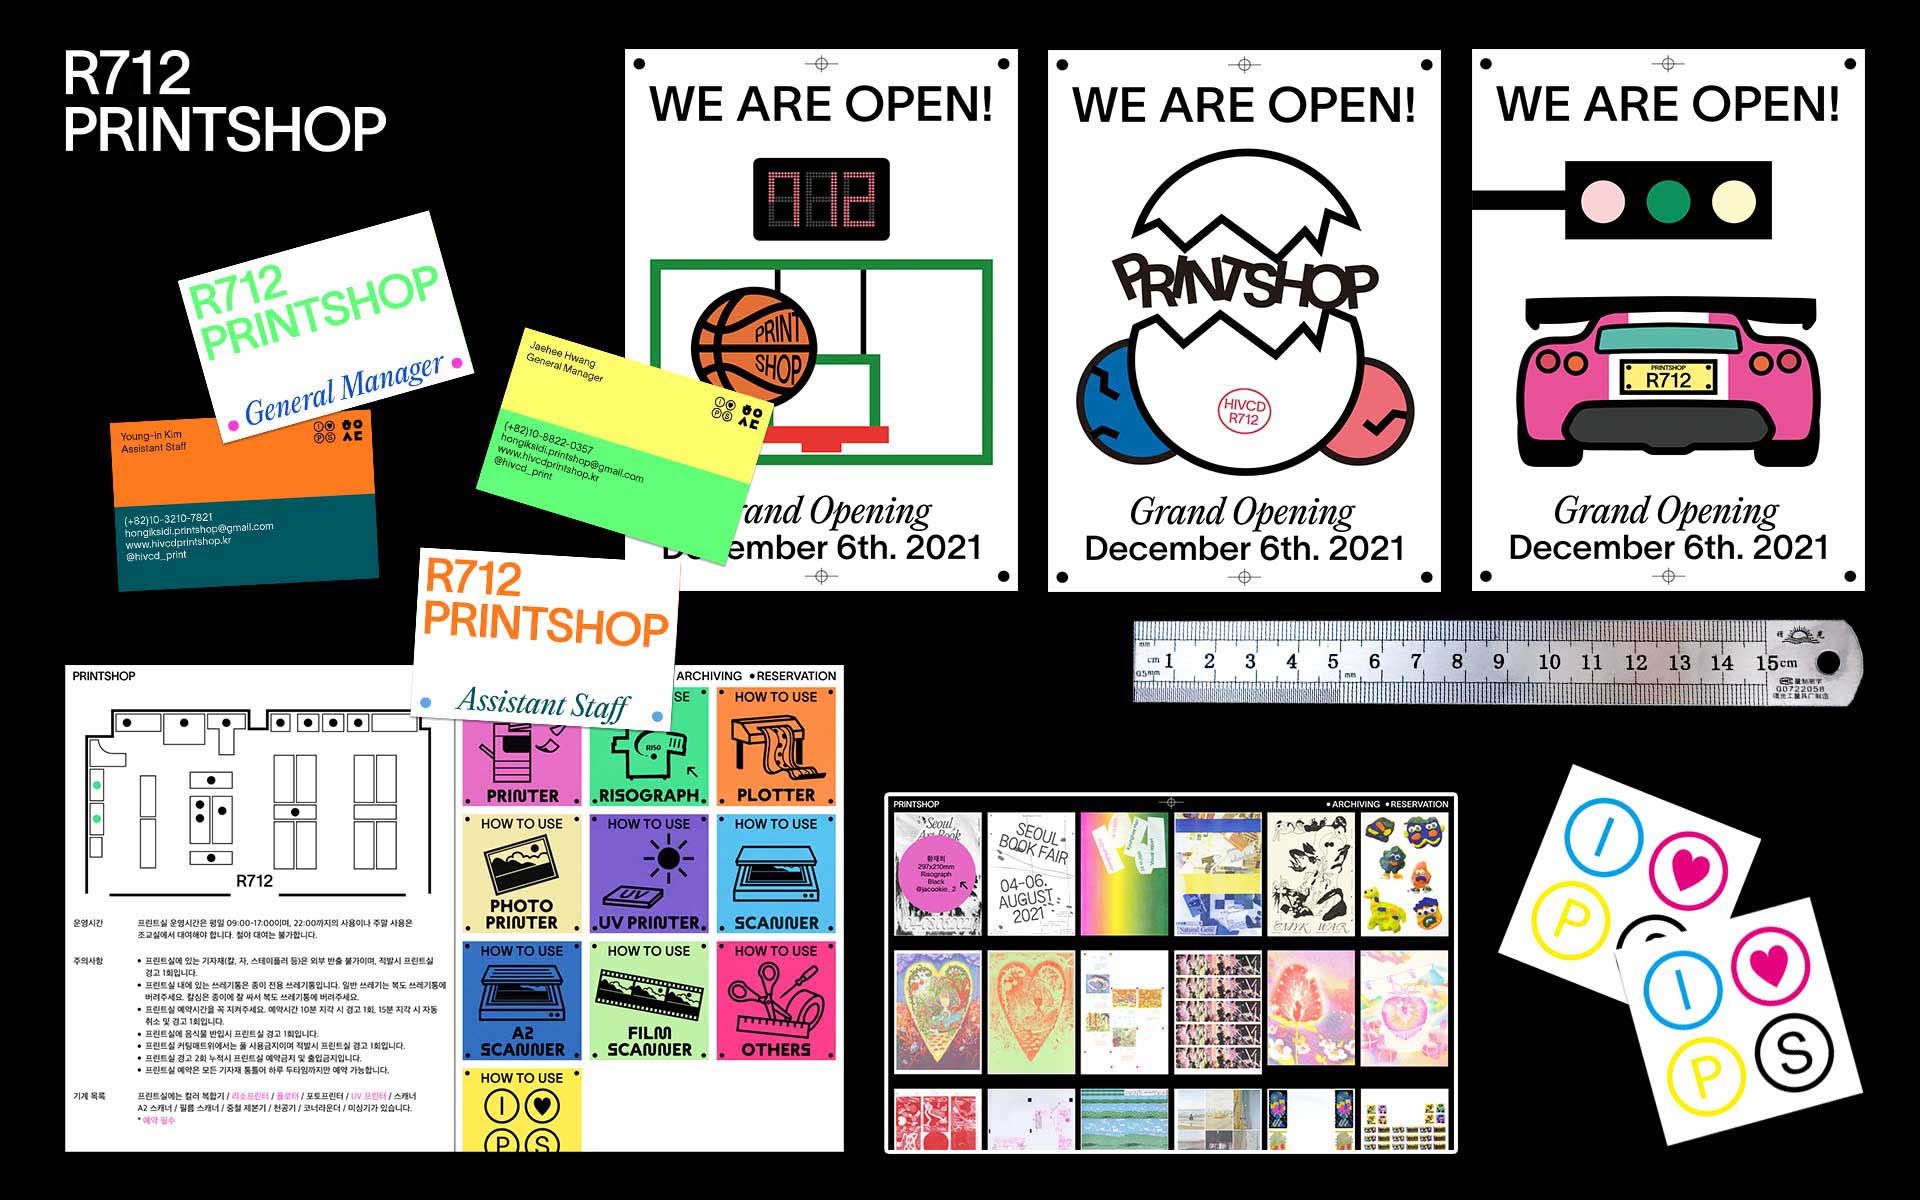 R712
PRINTSHOP
WE ARE OPEN!
712
PRINT
SHOP
rand Opening
December 6th. 2021
WE ARE OPEN!
PRINTSHOP
HIVCD
R712
Grand Opening
December 6th. 2021
WE ARE OPEN!
PRINTSHOP
R712
Grand Opening
December 6th. 2021
R712
PRINTSHOP
General Manager
Jaehee Hwang
General Manager
I ♥
P S
(+82)10-8822-0357
hongiksidi.printshop@gmail.com
www.hivcdprintshop.kr
@hivcd_print
Young-in Kim
Assistant Staff
I ♥
P S
(+82)10-3210-7821
hongiksidi.printshop@gmail.com
www.hivcdprintshop.kr
@hivcd_print
R712
PRINTSHOP
Assistant Staff
mm
cm 1 2 3 4 5 6 7 8 9 10 11 12 13 14 15cm
0.5mm
mm
00722058
PRINTSHOP
ARCHIVING •RESERVATION
R712
운영시간
프린트실 운영시간은 평일 09:00-17:00이며, 22:00까지의 사용이나 주말 사용은
조교실에서 대여해야 합니다. 철야 대여는 불가합니다.
주의사항
• 프린트실에 있는 기자재(칼, 자, 스테이플러 등)은 외부 반출 불가이며, 적발시 프린트실
경고 1회입니다.
• 프린트실 내에 있는 쓰레기통은 종이 전용 쓰레기통입니다. 일반 쓰레기는 복도 쓰레기통에
버려주세요. 칼심은 종이에 잘 싸서 복도 쓰레기통에 버려주세요.
• 프린트실 예약시간을 꼭 지켜주세요. 예약시간 10분 지각 시 경고 1회, 15분 지각 시 자동
취소 및 경고 1회입니다.
• 프린트실에 음식물 반입시 프린트실 경고 1회입니다.
• 프린트실 커팅매트위에서는 풀 사용금지이며 적발시 프린트실 경고 1회입니다.
• 프린트실 경고 2회 누적시 프린트실 예약금지 및 출입금지입니다.
• 프린트실 예약은 모든 기자재 통틀어 하루 두타임까지만 예약 가능합니다.
기계 목록
프린트실에는 컬러 복합기 / 리소프린터 / 플로터 / 포토프린터 / UV 프린터 / 스캐너
A2 스캐너 / 필름 스캐너 / 중철 제본기 / 천공기 / 코너라운더 / 미싱기가 있습니다.
* 예약 필수
PRINTER
SE
RISO
RISOGRAPH
HOW TO USE
PLOTTER
HOW TO USE
PHOTO
PRINTER
HOW TO USE
UV
UV PRINTER
HOW TO USE
SCANNER
HOW TO USE
A2
SCANNER
HOW TO USE
FILM
SCANNER
HOW TO USE
OTHERS
HOW TO USE
I ♥
P S
PRINTSHOP
•ARCHIVING •RESERVATION
Seoul
Art Book
황재희
297x210mm
Risograph
Black
@jacookie_2
SEOUL
BOOK FAIR
04-06.
AUGUST
2021
Natural Gene
CMYK WAR
I ♥
P
I ♥
P S